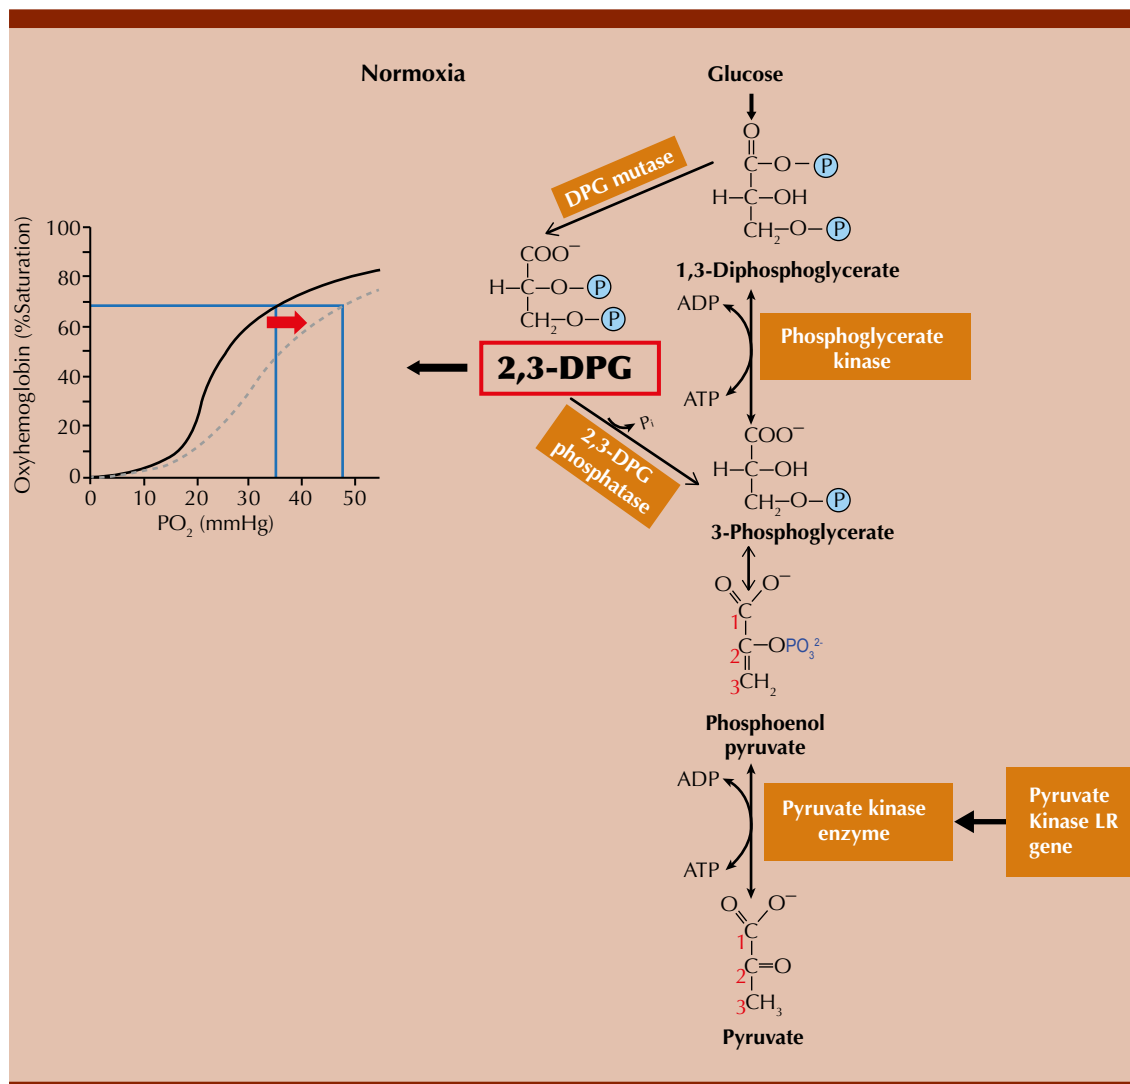 Normoxia
Glucose
O
C–O–P
H–C–OH
CH2–O–P
1,3-Diphosphoglycerate
DPG mutase
COO−
H–C–O–P
CH2–O–P
2,3-DPG
Oxyhemoglobin (%Saturation)
100
80
60
40
20
0
0 10 20 30 40 50
PO2 (mmHg)
ADP
ATP
Phosphoglycerate
kinase
Pi
2,3-DPG
phosphatase
COO−
H–C–OH
CH2–O–P
3-Phosphoglycerate
O O−
C
1
C–OPO3 2-
2
3 CH2
Phosphoenol
pyruvate
ADP
ATP
Pyruvate kinase
enzyme
Pyruvate
Kinase LR
gene
O O−
C
1
C=O
2
3 CH3
Pyruvate